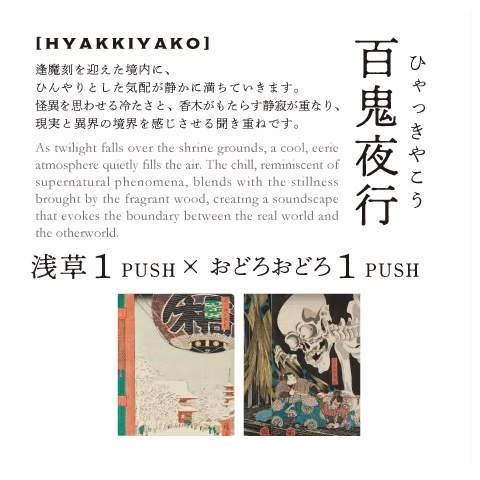 [HYAKKIYAKO]
逢魔刻を迎えた境内に、
ひんやりとした気配が静かに満ちていきます。
怪異を思わせる冷たさと、香木がもたらす静寂が重なり、
現実と異界の境界を感じさせる聞き重ねです。
As twilight falls over the shrine grounds, a cool, eerie
atmosphere quietly fills the air. The chill, reminiscent of
supernatural phenomena, blends with the stillness
brought by the fragrant wood, creating a soundscape
that evokes the boundary between the real world and
the otherworld.
百鬼夜行
ひゃっきやこう
浅草1 PUSH × おどろおどろ1 PUSH